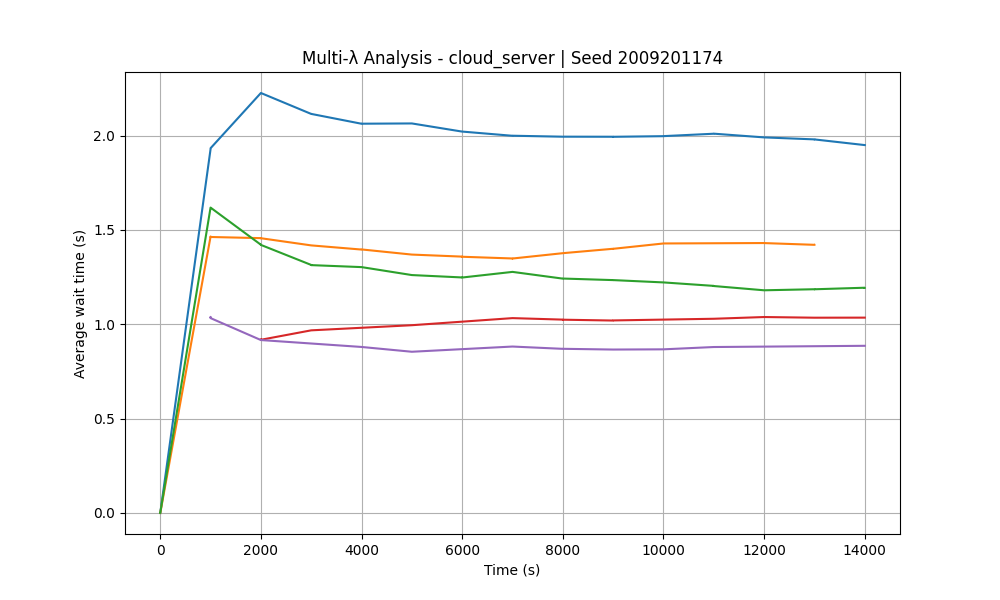 Multi-λ Analysis - cloud_server | Seed 2009201174
Average wait time (s)
2.0
1.5
1.0
0.5
0.0
0 2000 4000 6000 8000 10000 12000 14000
Time (s)